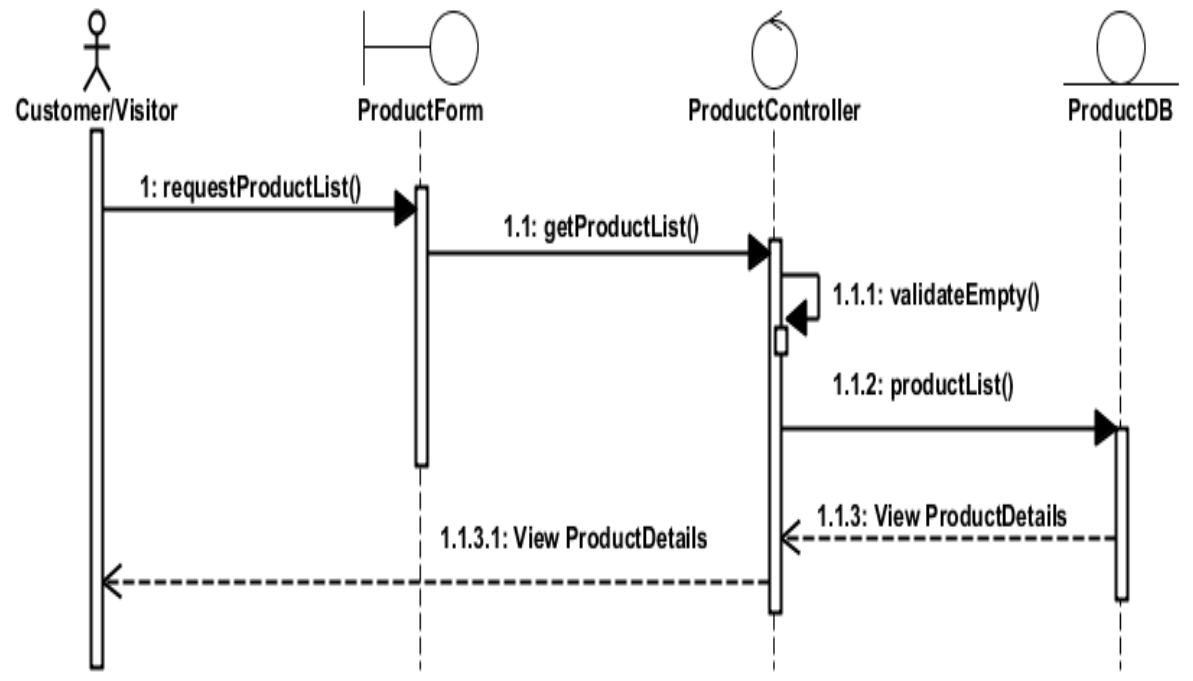 Customer/Visitor
ProductForm
ProductController
ProductDB
1: requestProductList()
1.1: getProductList()
1.1.1: validateEmpty()
1.1.2: productList()
1.1.3: View ProductDetails
1.1.3.1: View ProductDetails